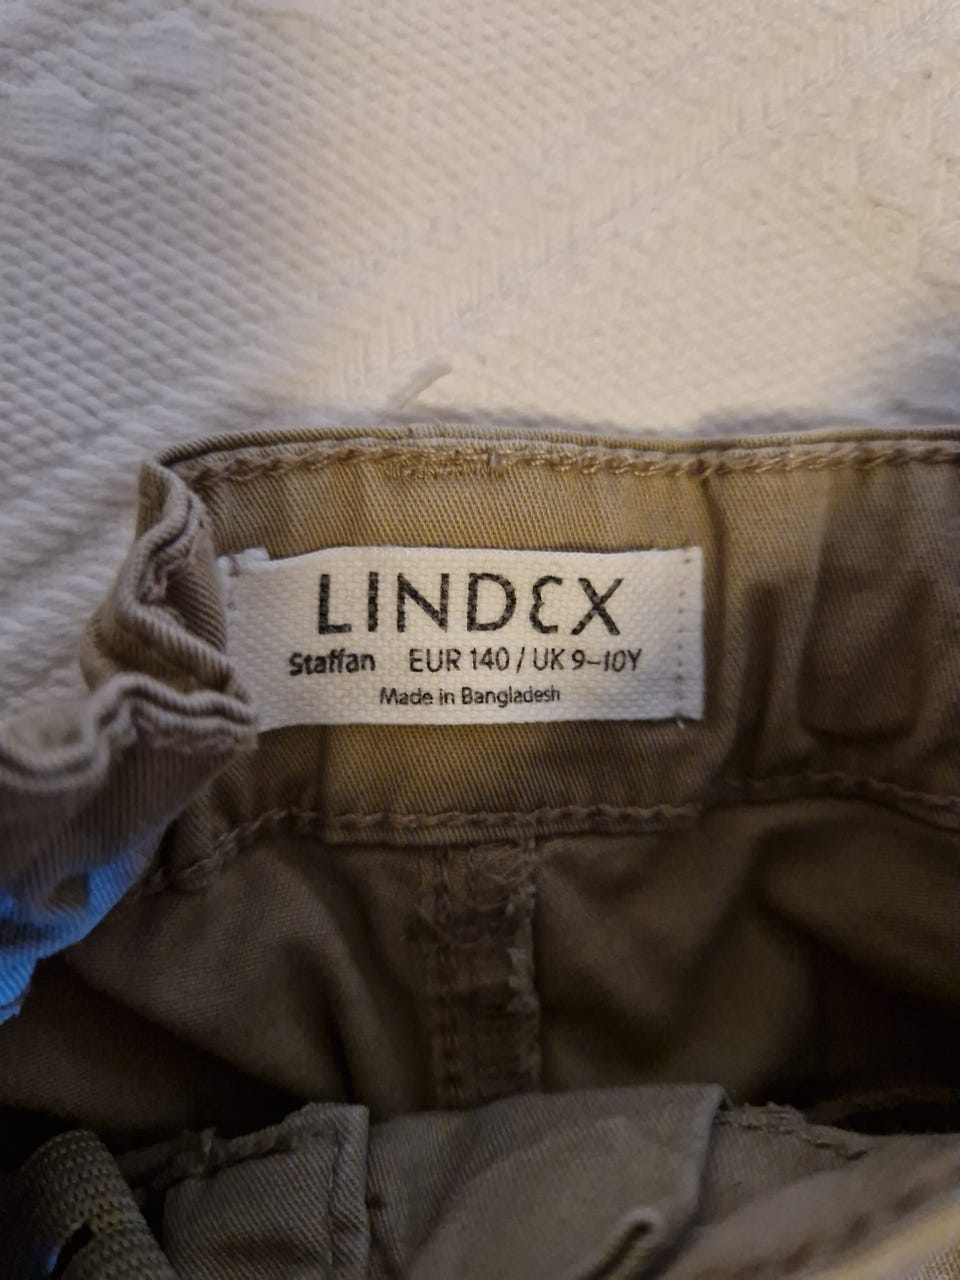 LINDEX
Staffan EUR 140 / UK 9–10Y
Made in Bangladesh